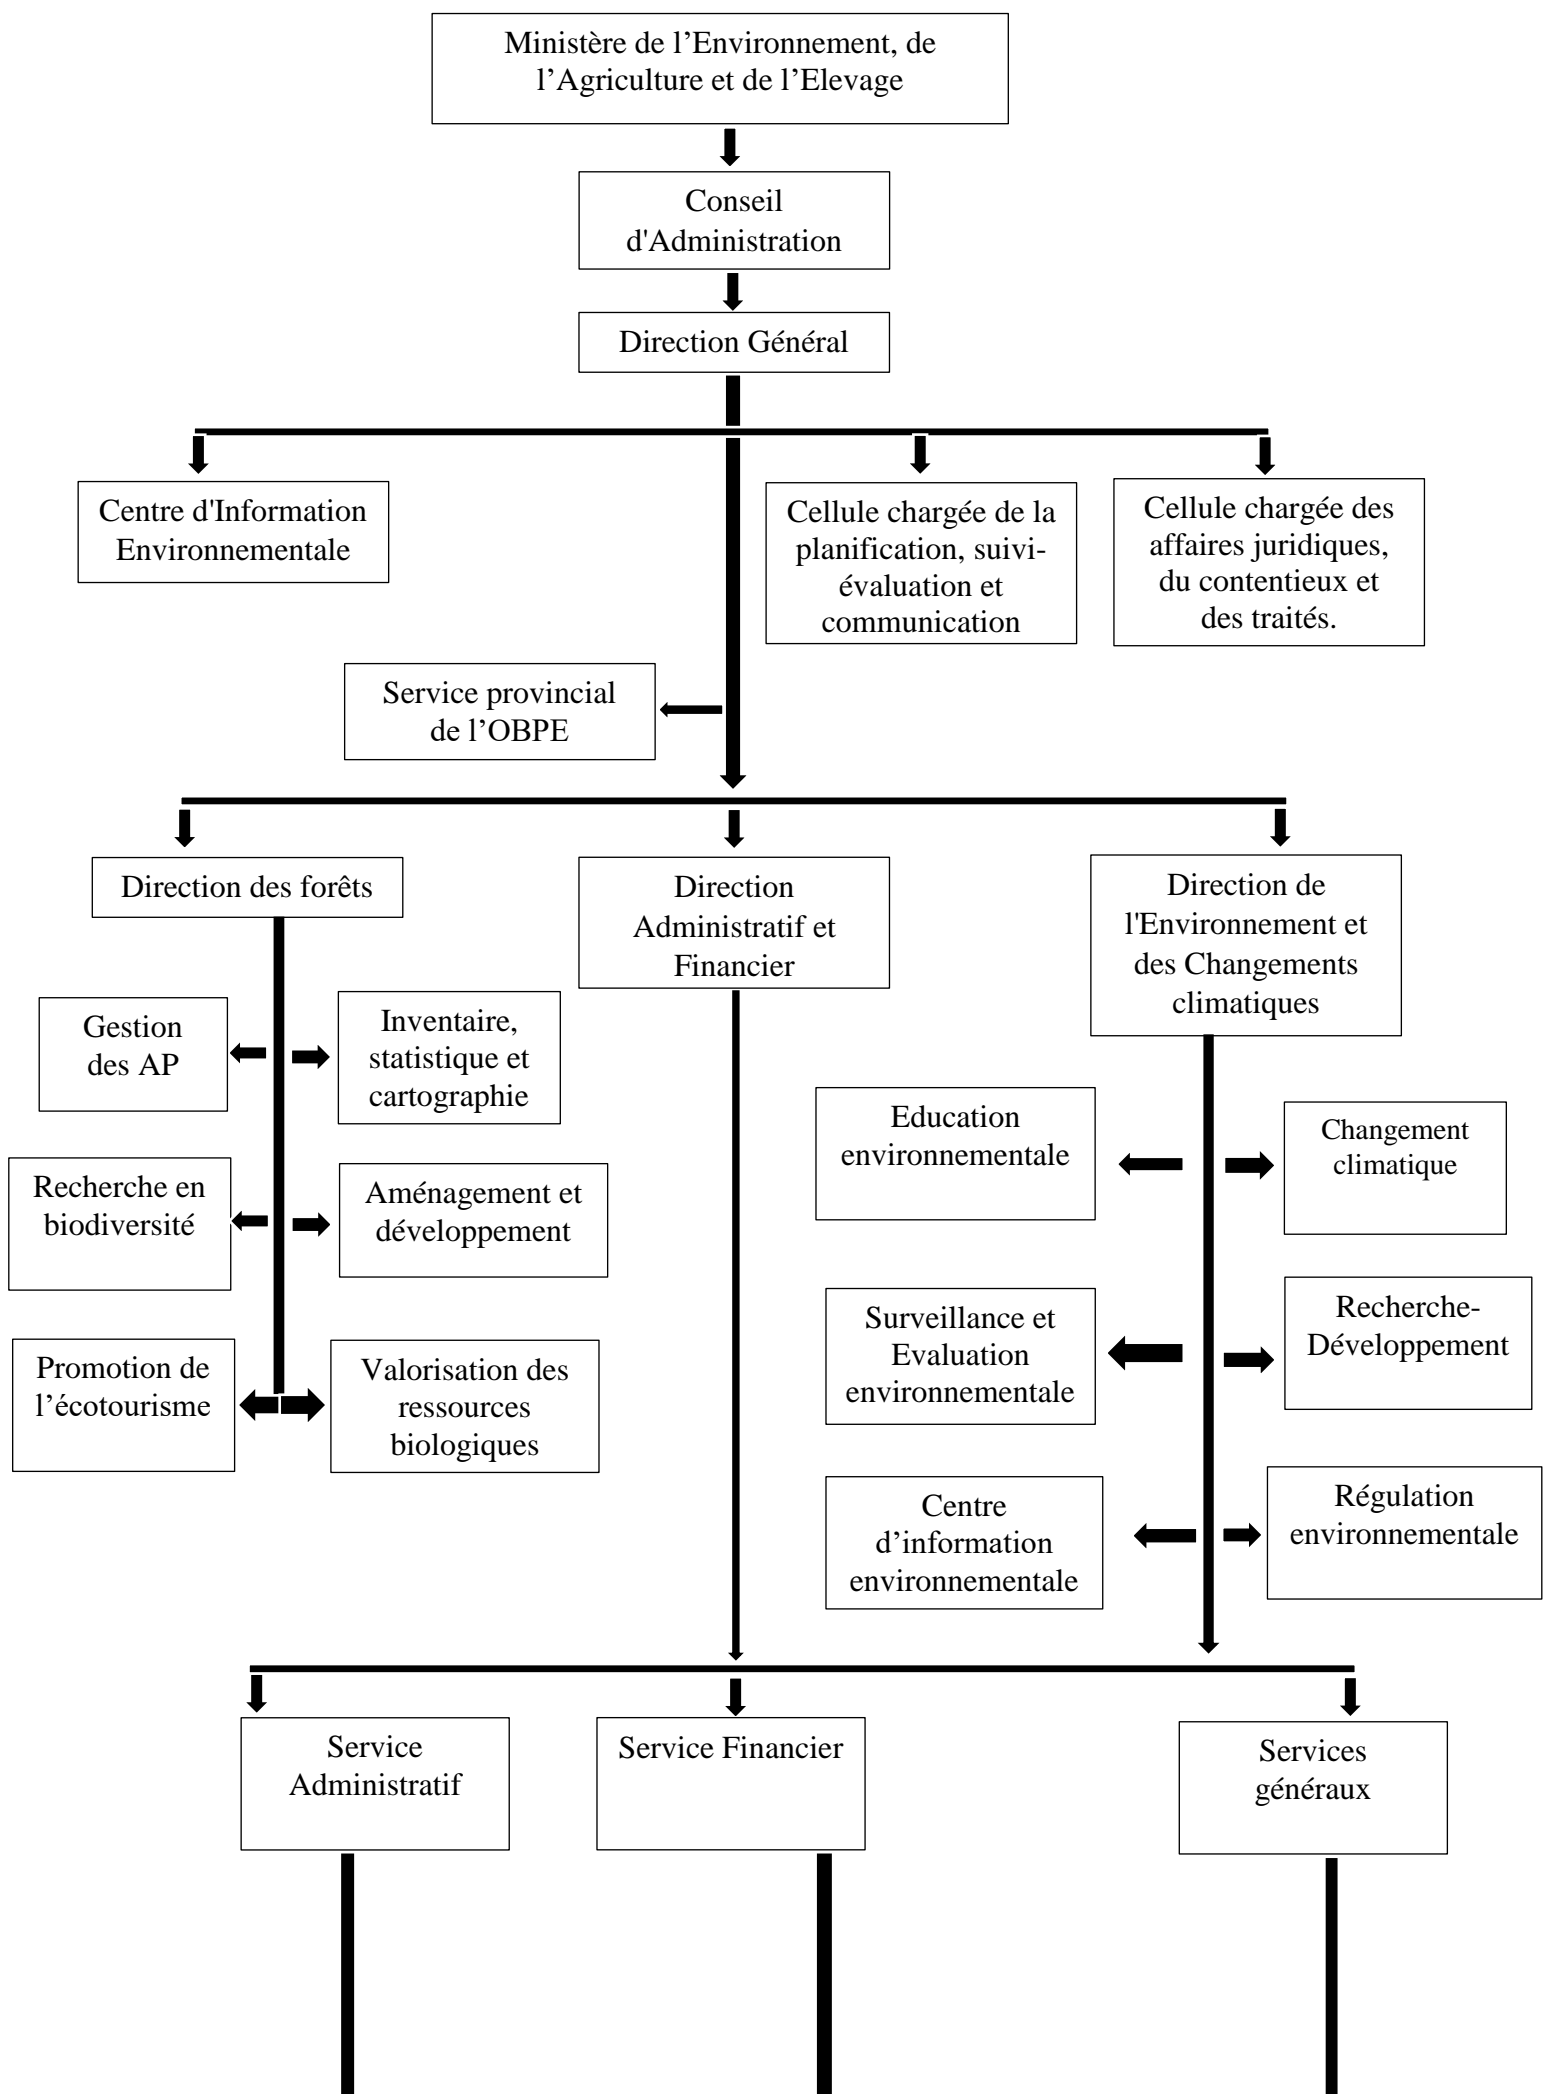 Ministère de l’Environnement, de
l’Agriculture et de l’Elevage
Conseil
d'Administration
Direction Général
Centre d'Information
Environnementale
Cellule chargée de la
planification, suivi-
évaluation et
communication
Cellule chargée des
affaires juridiques,
du contentieux et
des traités.
Service provincial
de l’OBPE
Direction des forêts
Direction
Administratif et
Financier
Direction de
l'Environnement et
des Changements
climatiques
Gestion
des AP
Inventaire,
statistique et
cartographie
Recherche en
biodiversité
Aménagement et
développement
Promotion de
l’écotourisme
Valorisation des
ressources
biologiques
Education
environnementale
Changement
climatique
Surveillance et
Evaluation
environnementale
Recherche-
Développement
Centre
d’information
environnementale
Régulation
environnementale
Service
Administratif
Service Financier
Services
généraux